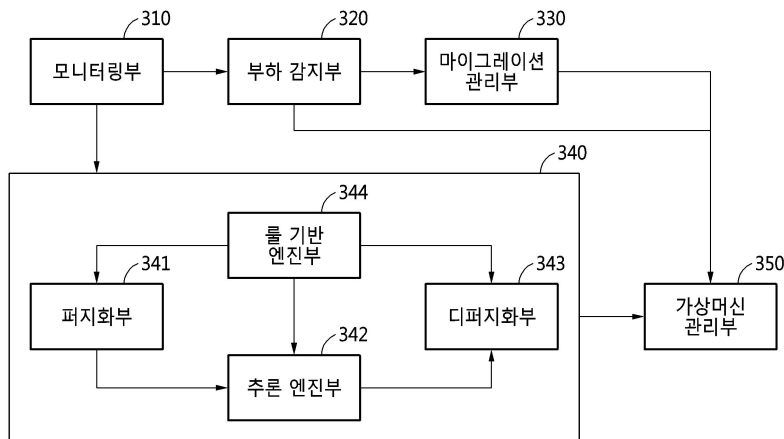 310
모니터링부
320
부하 감지부
330
마이그레이션
관리부
340
344
룰 기반
엔진부
341
퍼지화부
343
디퍼지화부
350
가상머신
관리부
342
추론 엔진부